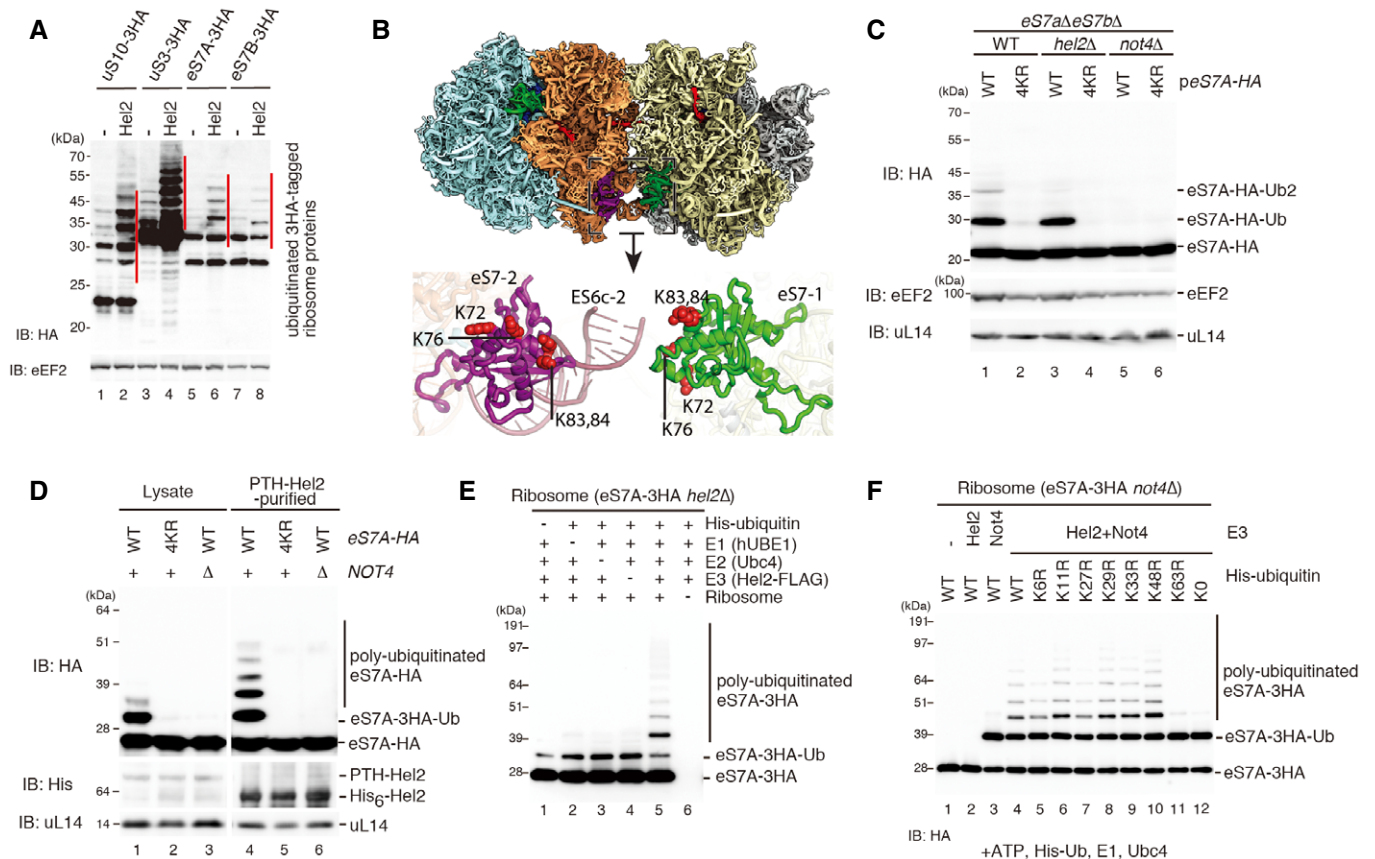 A
uS10-3HA
uS3-3HA
eS7A-3HA
eS7B-3HA
- Hel2 - Hel2 - Hel2 - Hel2
(kDa)
70-
55-
45-
35-
30-
25-
20-
IB: HA
IB: eEF2
1 2 3 4 5 6 7 8
ubiquitinated 3HA-tagged
ribosome proteins
B
eS7-2
ES6c-2
K72
K76
K83,84
K83,84
eS7-1
K72
K76
C
eS7aΔeS7bΔ
WT hel2Δ not4Δ
WT 4KR WT 4KR WT 4KR
peS7A-HA
(kDa)
70-
55-
45-
35-
30-
20-
IB: HA
eS7A-HA-Ub2
eS7A-HA-Ub
eS7A-HA
(kDa)
IB: eEF2 100- eEF2
IB: uL14 uL14
1 2 3 4 5 6
D
Lysate
PTH-Hel2
-purified
WT 4KR WT WT 4KR WT eS7A-HA
+ + Δ + + Δ NOT4
(kDa)
64-
51-
39-
28-
IB: HA
poly-ubiquitinated
eS7A-HA
eS7A-3HA-Ub
eS7A-HA
IB: His
64-
PTH-Hel2
His6-Hel2
IB: uL14 14- uL14
1 2 3 4 5 6
E
Ribosome (eS7A-3HA hel2Δ)
- + + + + + His-ubiquitin
+ - + + + + E1 (hUBE1)
+ + - + + + E2 (Ubc4)
+ + + - + + E3 (Hel2-FLAG)
+ + + + + - Ribosome
(kDa)
191-
97-
64-
51-
39-
28-
poly-ubiquitinated
eS7A-3HA
eS7A-3HA-Ub
eS7A-3HA
1 2 3 4 5 6
F
Ribosome (eS7A-3HA not4Δ)
- Hel2 Not4 Hel2+Not4 E3
WT WT WT WT K6R K11R K27R K29R K33R K48R K63R K0 His-ubiquitin
(kDa)
191-
97-
64-
51-
39-
28-
poly-ubiquitinated
eS7A-3HA
eS7A-3HA-Ub
eS7A-3HA
1 2 3 4 5 6 7 8 9 10 11 12
IB: HA
+ATP, His-Ub, E1, Ubc4